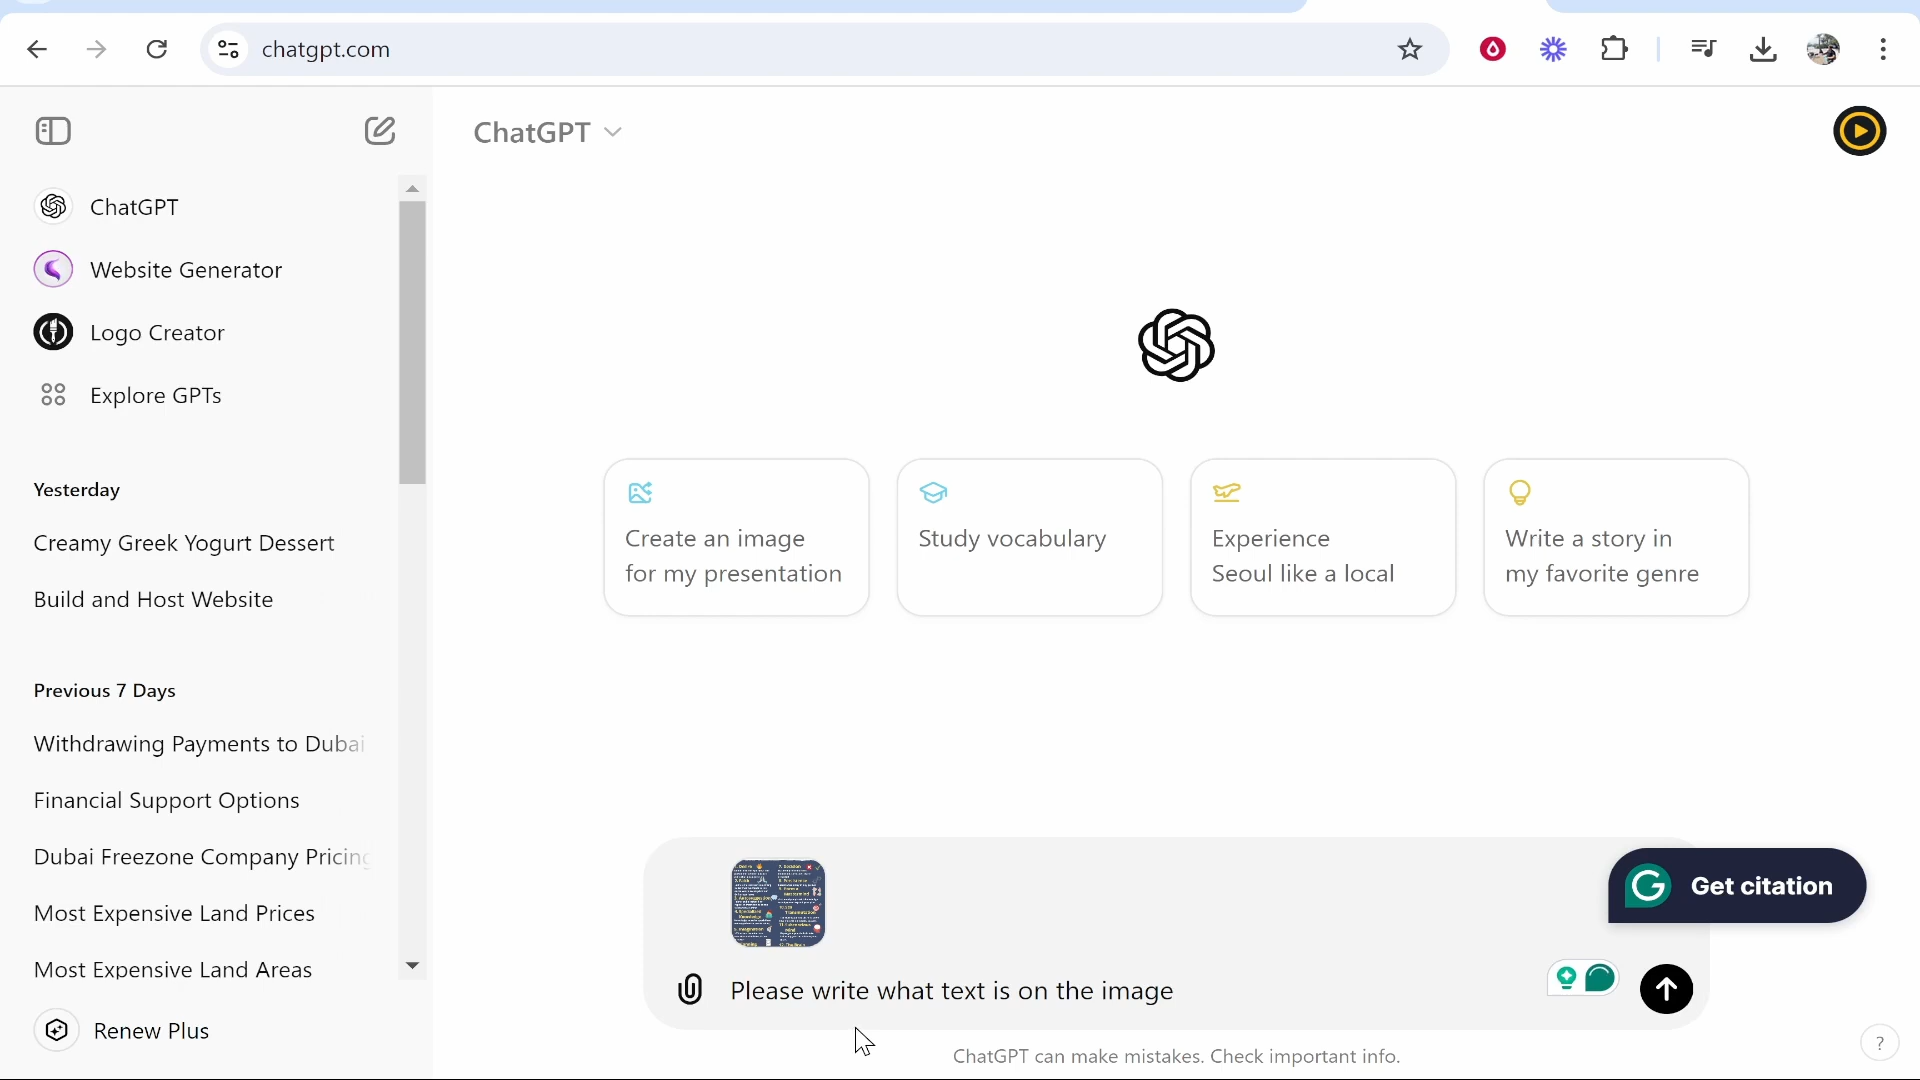 chatgpt.com
ChatGPT
ChatGPT
Website Generator
Logo Creator
Explore GPTs
Yesterday
Creamy Greek Yogurt Dessert
Build and Host Website
Previous 7 Days
Withdrawing Payments to Dubai
Financial Support Options
Dubai Freezone Company Pricing
Most Expensive Land Prices
Most Expensive Land Areas
Renew Plus
Create an image
for my presentation
Study vocabulary
Experience
Seoul like a local
Write a story in
my favorite genre
Get citation
Please write what text is on the image
ChatGPT can make mistakes. Check important info.
?